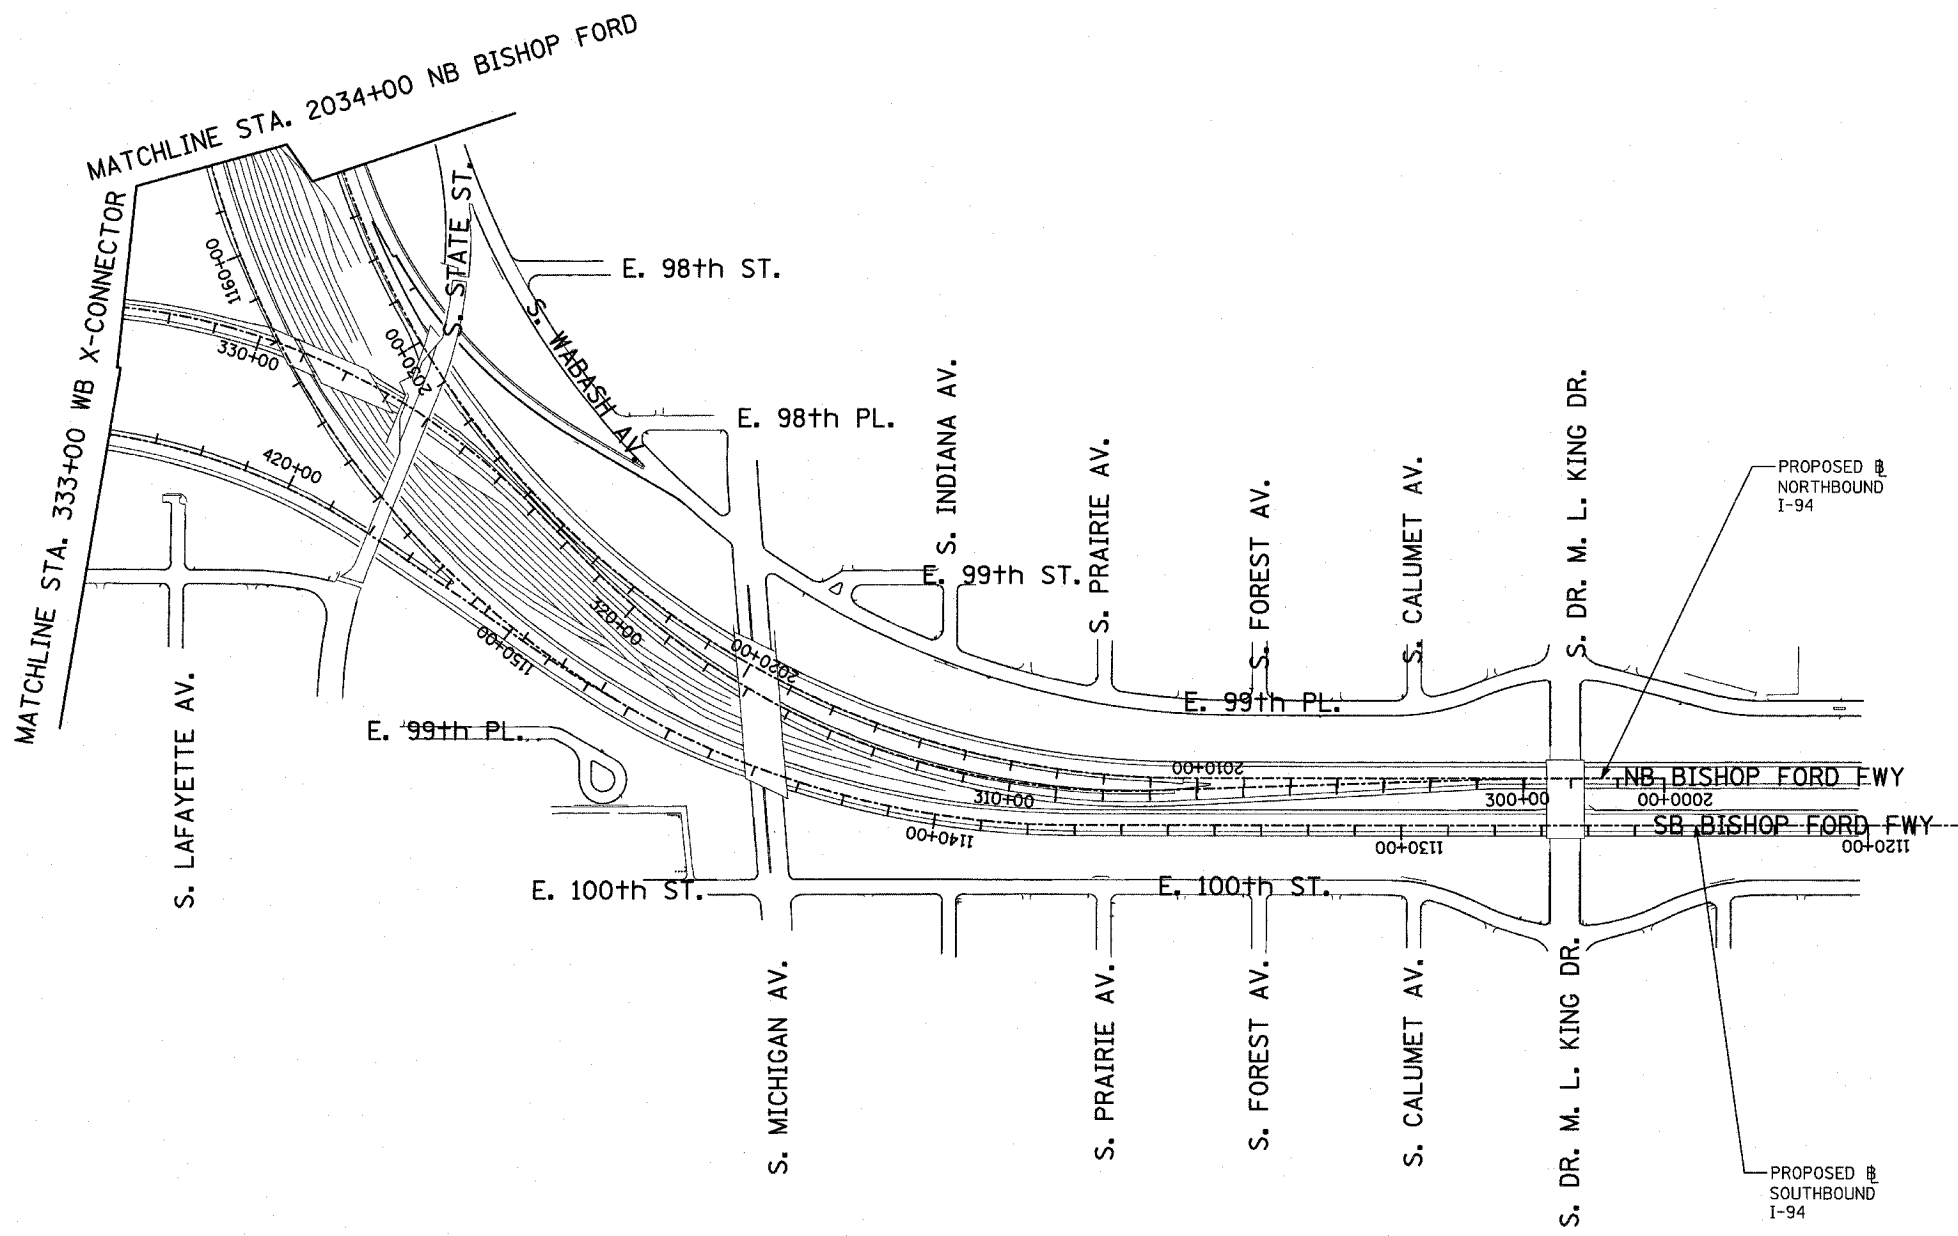 MATCHLINE STA. 2034+00 NB BISHOP FORD
MATCHLINE STA. 333+00 WB X-CONNECTOR
S. STATE ST.
E. 98th ST.
S. WABASH AV.
E. 98th PL.
1160+00
330+00
2030+00
420+00
S. INDIANA AV.
E. 99th ST.
S. PRAIRIE AV.
S. FOREST AV.
S. CALUMET AV.
S. DR. M. L. KING DR.
PROPOSED ℄
NORTHBOUND
I-94
320+00
1150+00
2020+00
E. 99th PL.
S. LAFAYETTE AV.
E. 99th PL.
2010+00
310+00
300+00
NB BISHOP FORD FWY
2000+00
1140+00
1130+00
SB BISHOP FORD FWY
1120+00
E. 100th ST.
E. 100th ST.
S. MICHIGAN AV.
S. PRAIRIE AV.
S. FOREST AV.
S. CALUMET AV.
S. DR. M. L. KING DR.
PROPOSED ℄
SOUTHBOUND
I-94